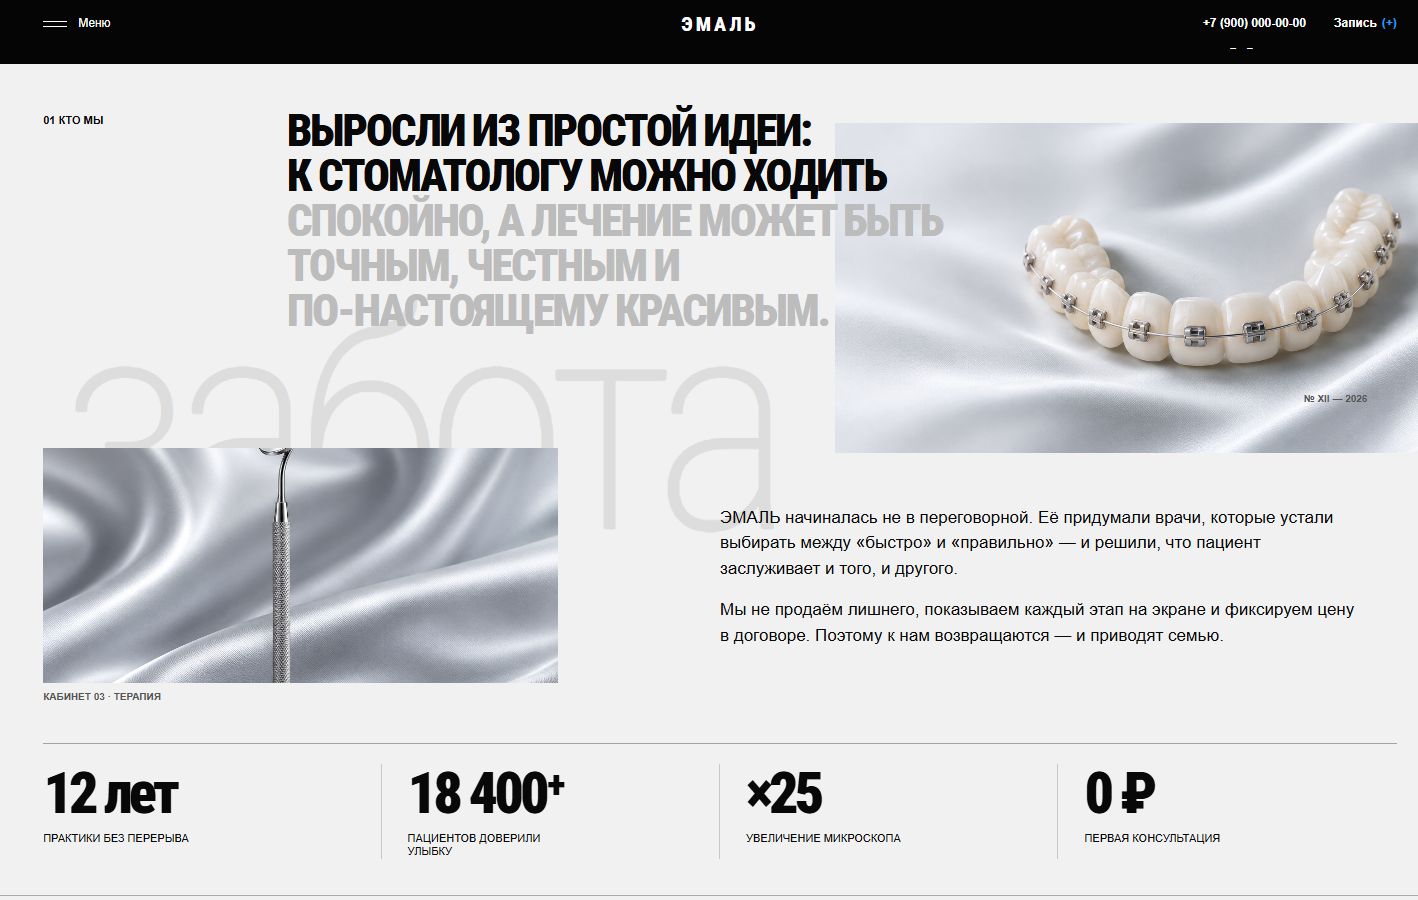 Меню
ЭМАЛЬ
+7 (900) 000-00-00
Запись (+)
01 КТО МЫ
ВЫРОСЛИ ИЗ ПРОСТОЙ ИДЕИ:
К СТОМАТОЛОГУ МОЖНО ХОДИТЬ
СПОКОЙНО, А ЛЕЧЕНИЕ МОЖЕТ БЫТЬ
ТОЧНЫМ, ЧЕСТНЫМ И
ПО-НАСТОЯЩЕМУ КРАСИВЫМ.
забота
№ XII — 2026
ЭМАЛЬ начиналась не в переговорной. Её придумали врачи, которые устали
выбирать между «быстро» и «правильно» — и решили, что пациент
заслуживает и того, и другого.
Мы не продаём лишнего, показываем каждый этап на экране и фиксируем цену
в договоре. Поэтому к нам возвращаются — и приводят семью.
КАБИНЕТ 03 · ТЕРАПИЯ
12 лет
ПРАКТИКИ БЕЗ ПЕРЕРЫВА
18 400+
ПАЦИЕНТОВ ДОВЕРИЛИ
УЛЫБКУ
×25
УВЕЛИЧЕНИЕ МИКРОСКОПА
0 ₽
ПЕРВАЯ КОНСУЛЬТАЦИЯ